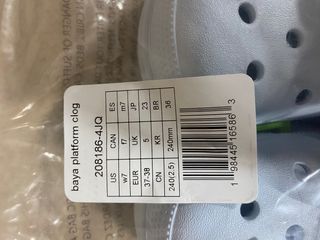 baya platform clog
208186-4JQ
US CAN ES
w7 f7 m7
EUR UK JP
37-38 5 23
CN KR BR
240(2.5) 240mm 36
1 98445 16586 3